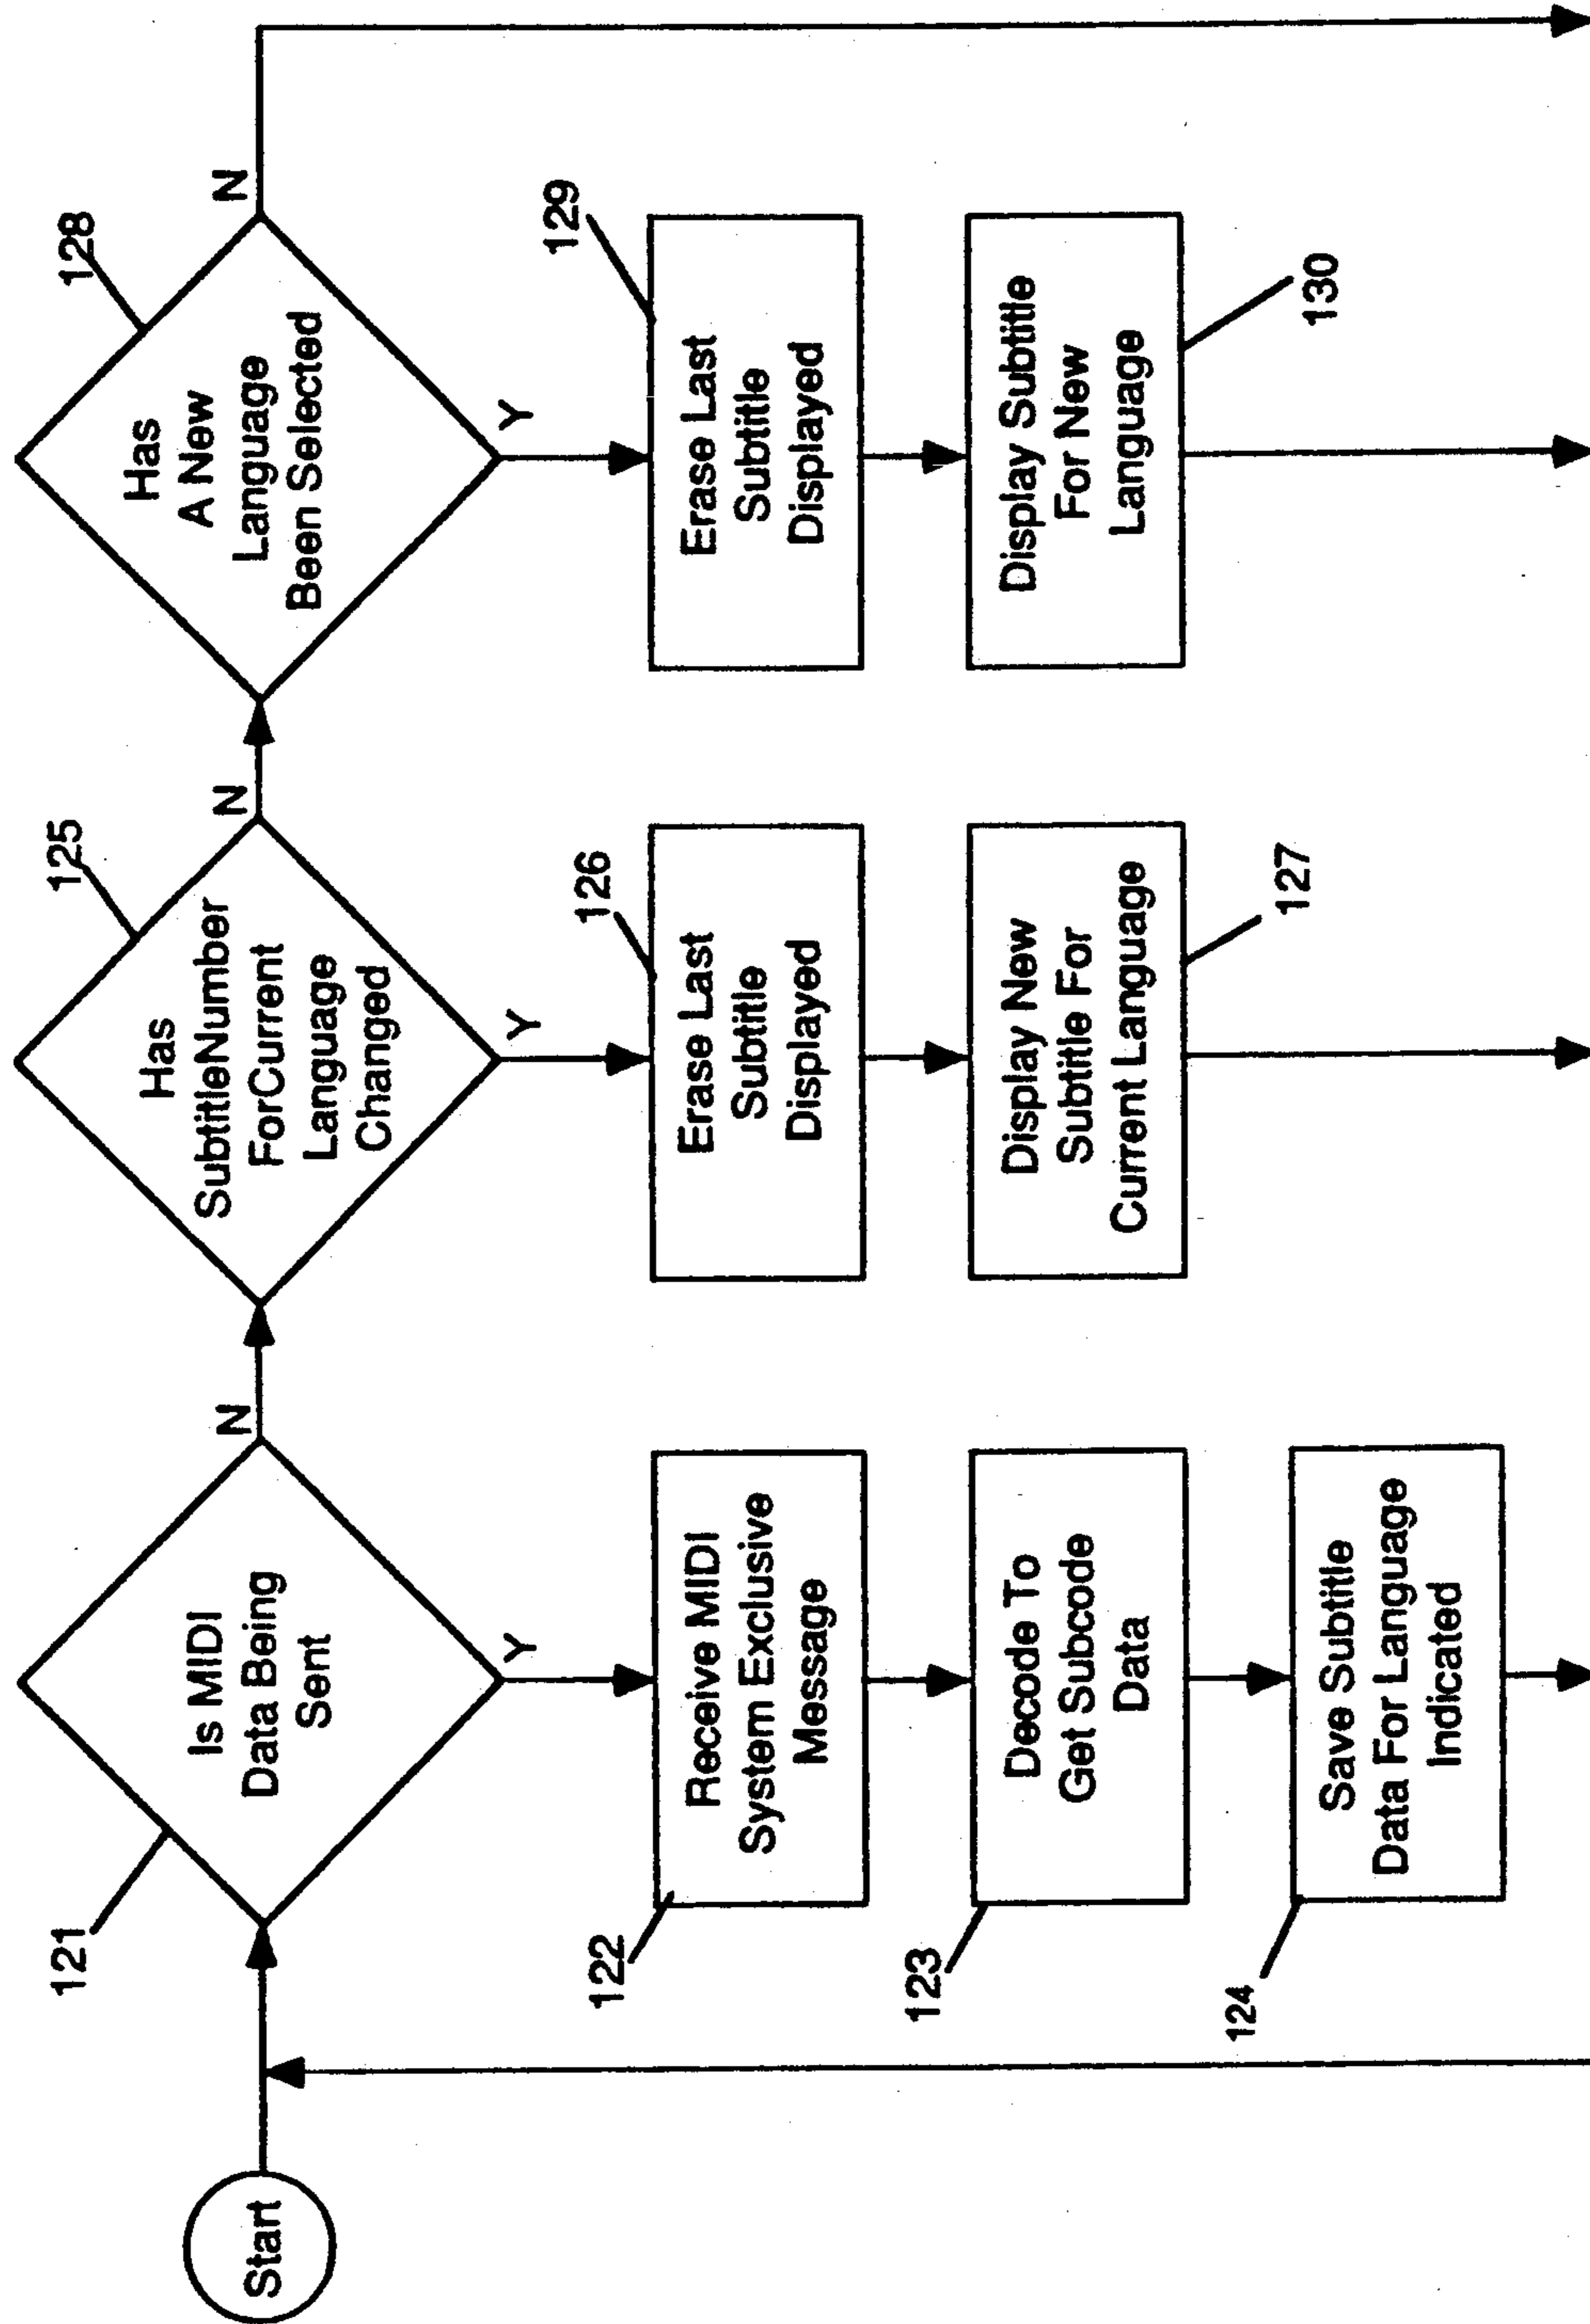 Start
121
Is MIDI
Data Being
Sent
N
Y
122
Receive MIDI
System Exclusive
Message
123
Decode To
Get Subcode
Data
124
Save Subtitle
Data For Language
Indicated
125
Has
SubtitleNumber
ForCurrent
Language
Changed
N
Y
126
Erase Last
Subtitle
Displayed
127
Display New
Subtitle For
Current Language
128
Has
A New
Language
Been Selected
N
Y
129
Erase Last
Subtitle
Displayed
130
Display Subtitle
For New
Language